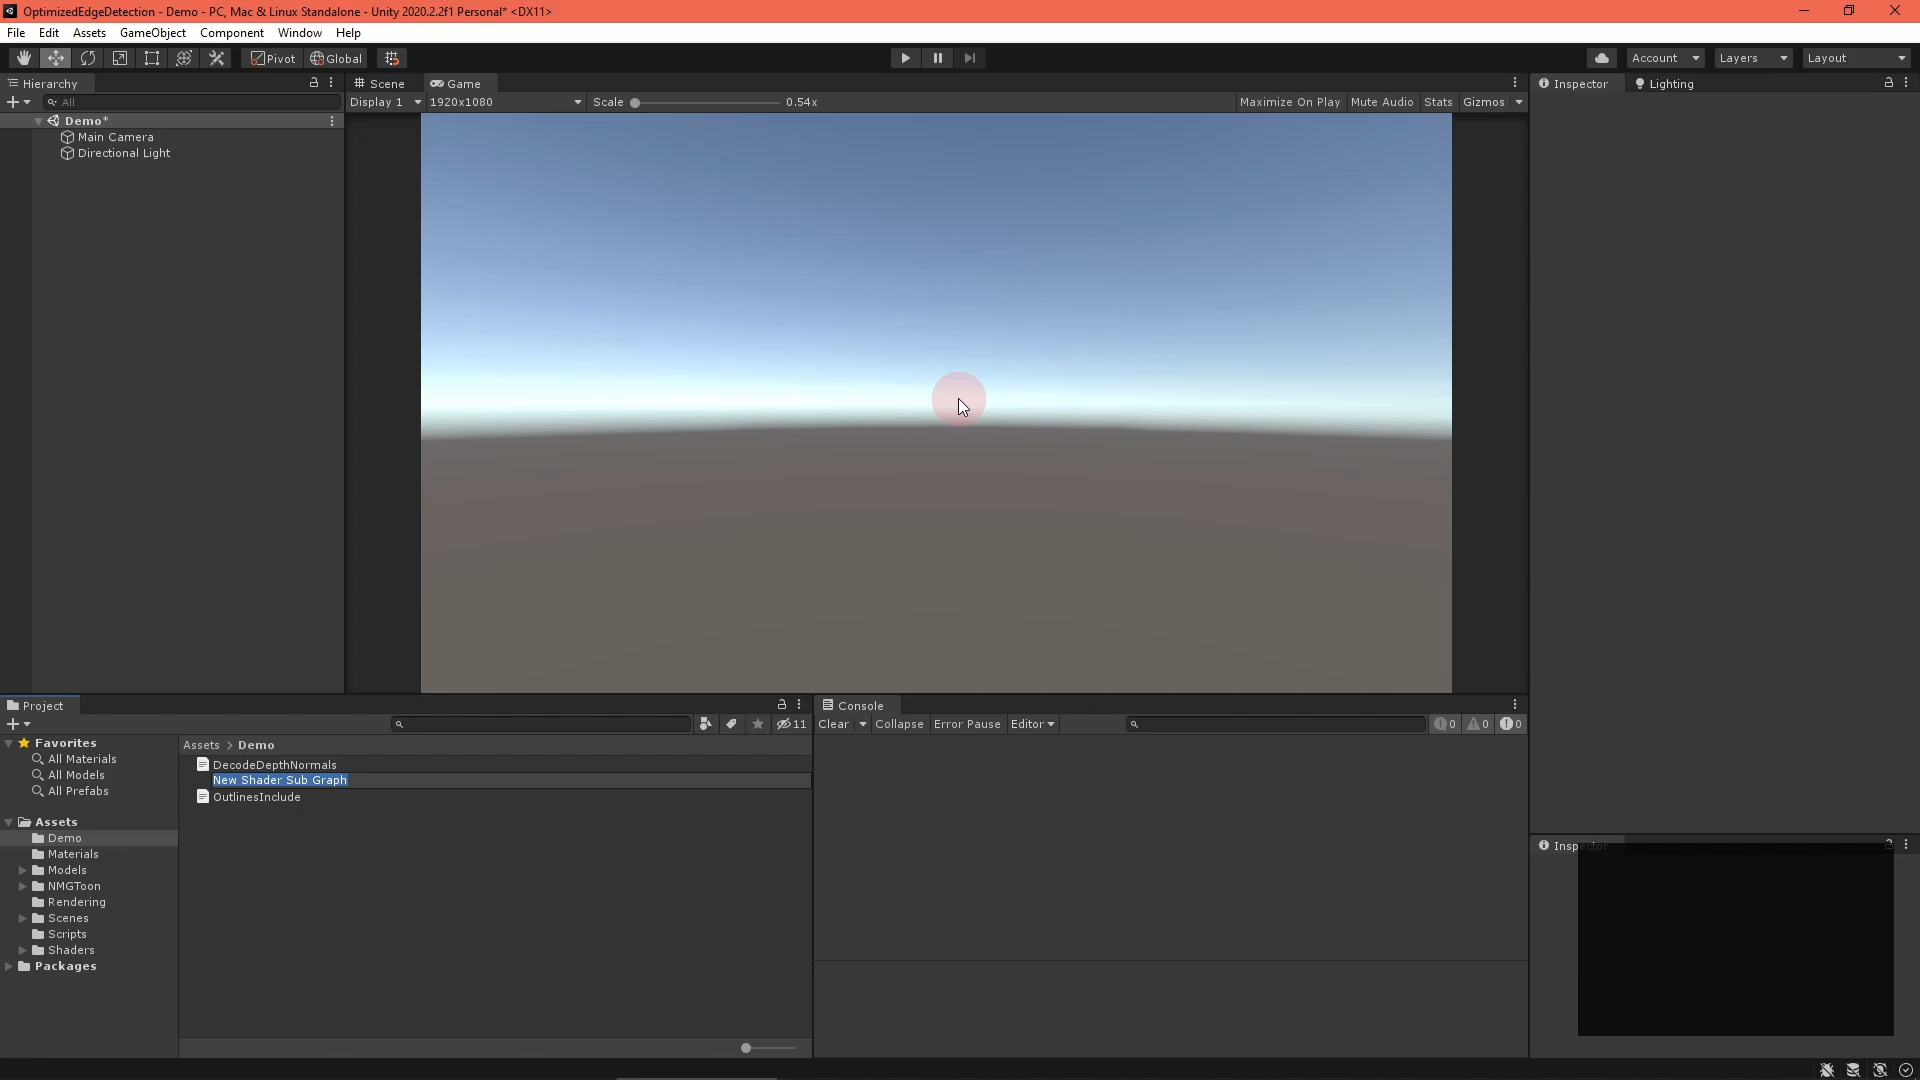 OptimizedEdgeDetection - Demo - PC, Mac & Linux Standalone - Unity 2020.2.2f1 Personal* <DX11>
File Edit Assets GameObject Component Window Help
Pivot Global Account Layers Layout
Hierarchy
All
Demo*
Main Camera
Directional Light
Scene Game
Display 1 1920x1080 Scale 0.54x Maximize On Play Mute Audio Stats Gizmos
Inspector Lighting
Project
11
Favorites
All Materials
All Models
All Prefabs
Assets
Demo
Materials
Models
NMGToon
Rendering
Scenes
Scripts
Shaders
Packages
Assets > Demo
DecodeDepthNormals
New Shader Sub Graph
OutlinesInclude
Console
Clear Collapse Error Pause Editor 0 0 0
Inspector